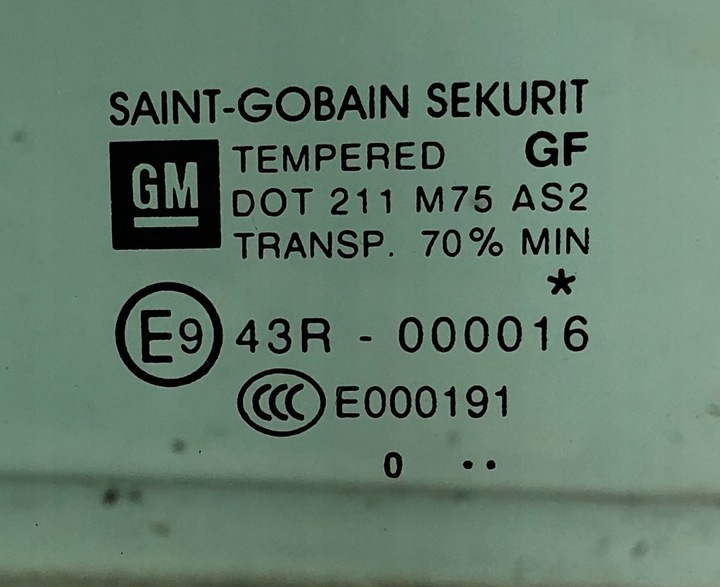 SAINT-GOBAIN SEKURIT
GM
TEMPERED GF
DOT 211 M75 AS2
TRANSP. 70% MIN
*
E9 43R - 000016
CCC E000191
0 ..